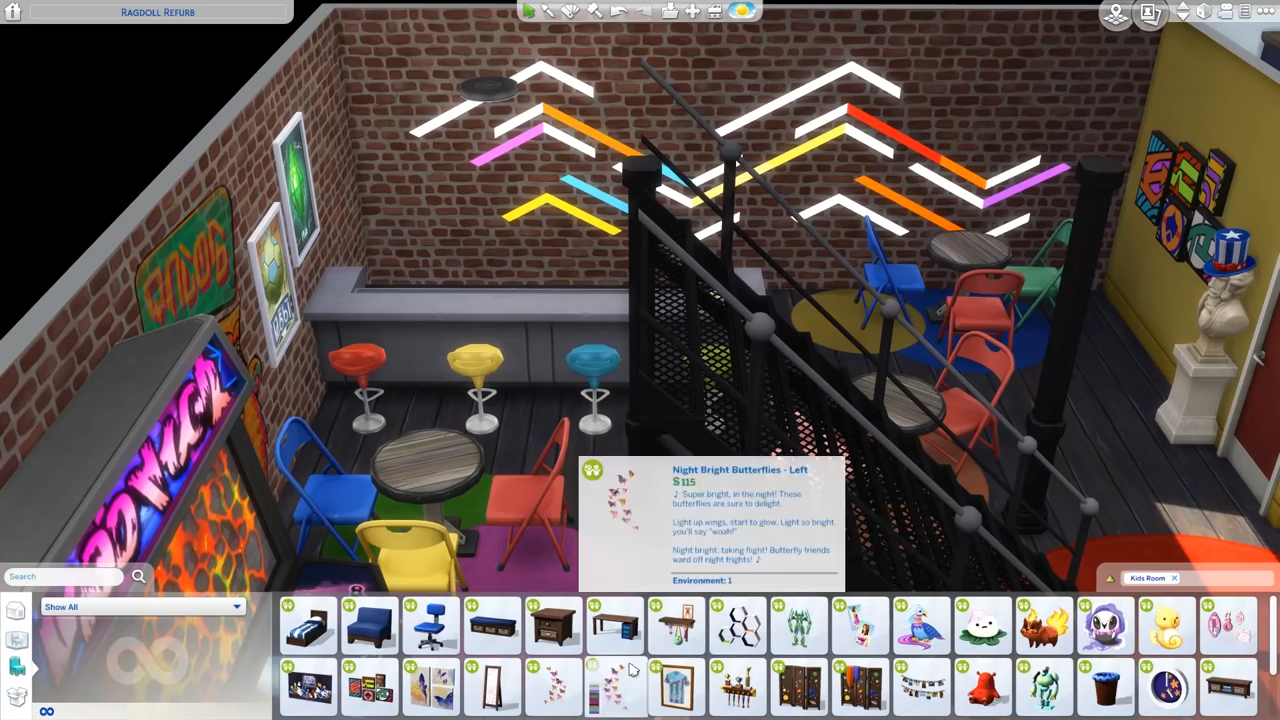 Ragdoll Refurb
Night Bright Butterflies - Left
§115
♪ Super bright, in the night! These
butterflies are sure to delight.
Light up wings, start to glow. Light so bright,
you'll say "woah!"
Night bright, taking flight! Butterfly friends
ward off night frights! ♪
Environment: 1
Search
Kids Room
Show All